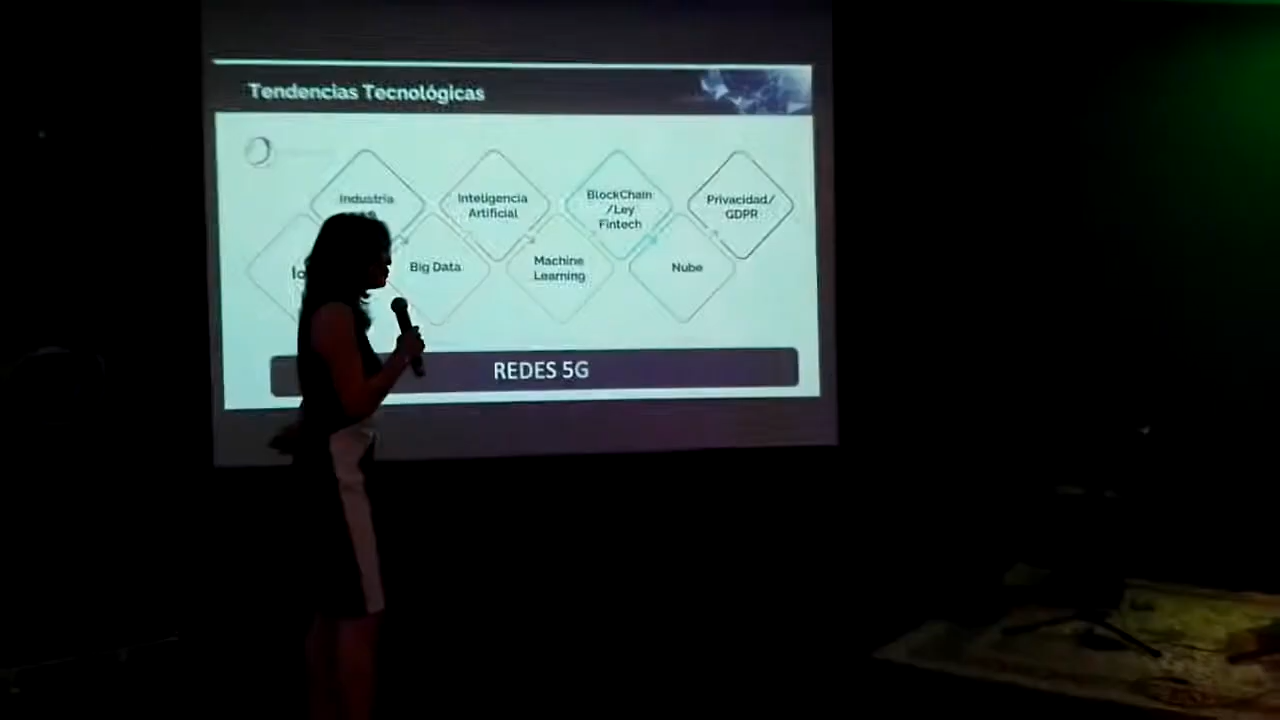 Tendencias Tecnológicas
Industria
Inteligencia
Artificial
BlockChain
/Ley
Fintech
Privacidad/
GDPR
Big Data
Machine
Learning
Nube
REDES 5G